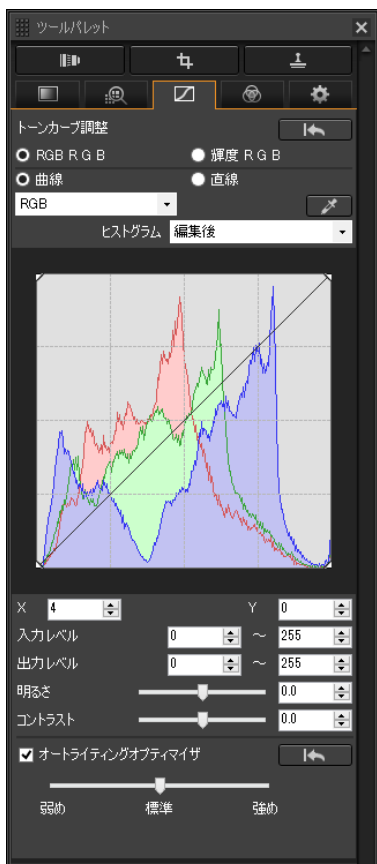 ツールパレット
トーンカーブ調整
RGB R G B 輝度 R G B
曲線 直線
RGB
ヒストグラム 編集後
X 4 Y 0
入力レベル 0 ～ 255
出力レベル 0 ～ 255
明るさ 0.0
コントラスト 0.0
オートライティングオプティマイザ
弱め 標準 強め